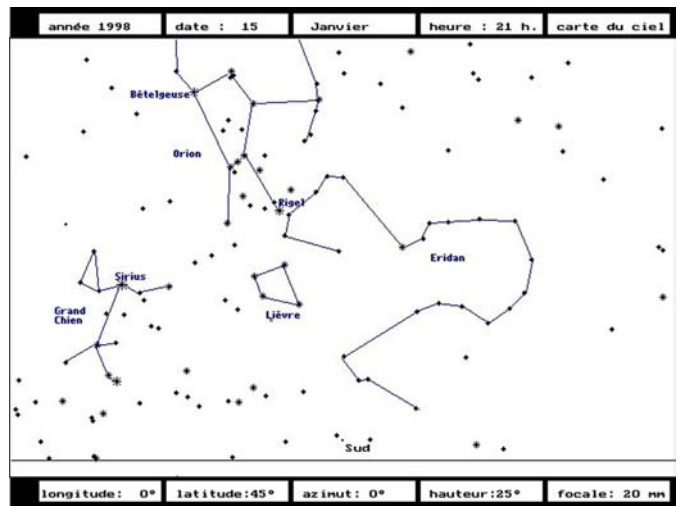 année 1998 date : 15 Janvier heure : 21 h. carte du ciel
Bételgeuse
Orion
Rigel
Eridan
Sirius
Grand
Chien
Lièvre
Sud
longitude: 0° latitude:45° azimut: 0° hauteur:25° focale: 20 mm